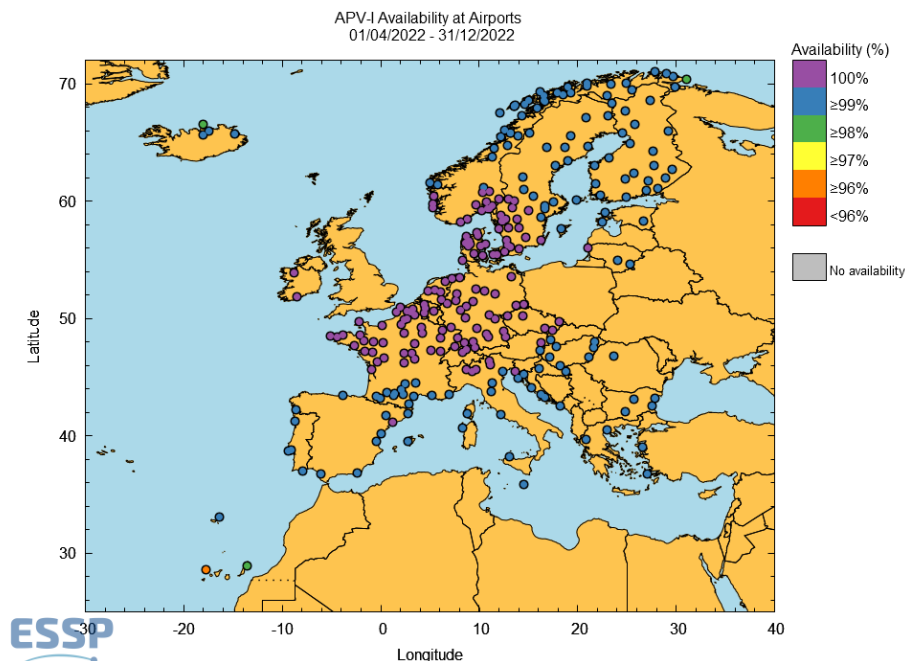 APV-I Availability at Airports
01/04/2022 - 31/12/2022
Availability (%)
100%
≥99%
≥98%
≥97%
≥96%
<96%
No availability
70
60
50
40
30
Latitude
-30
-20
-10
0
10
20
30
40
Longitude
ESSP